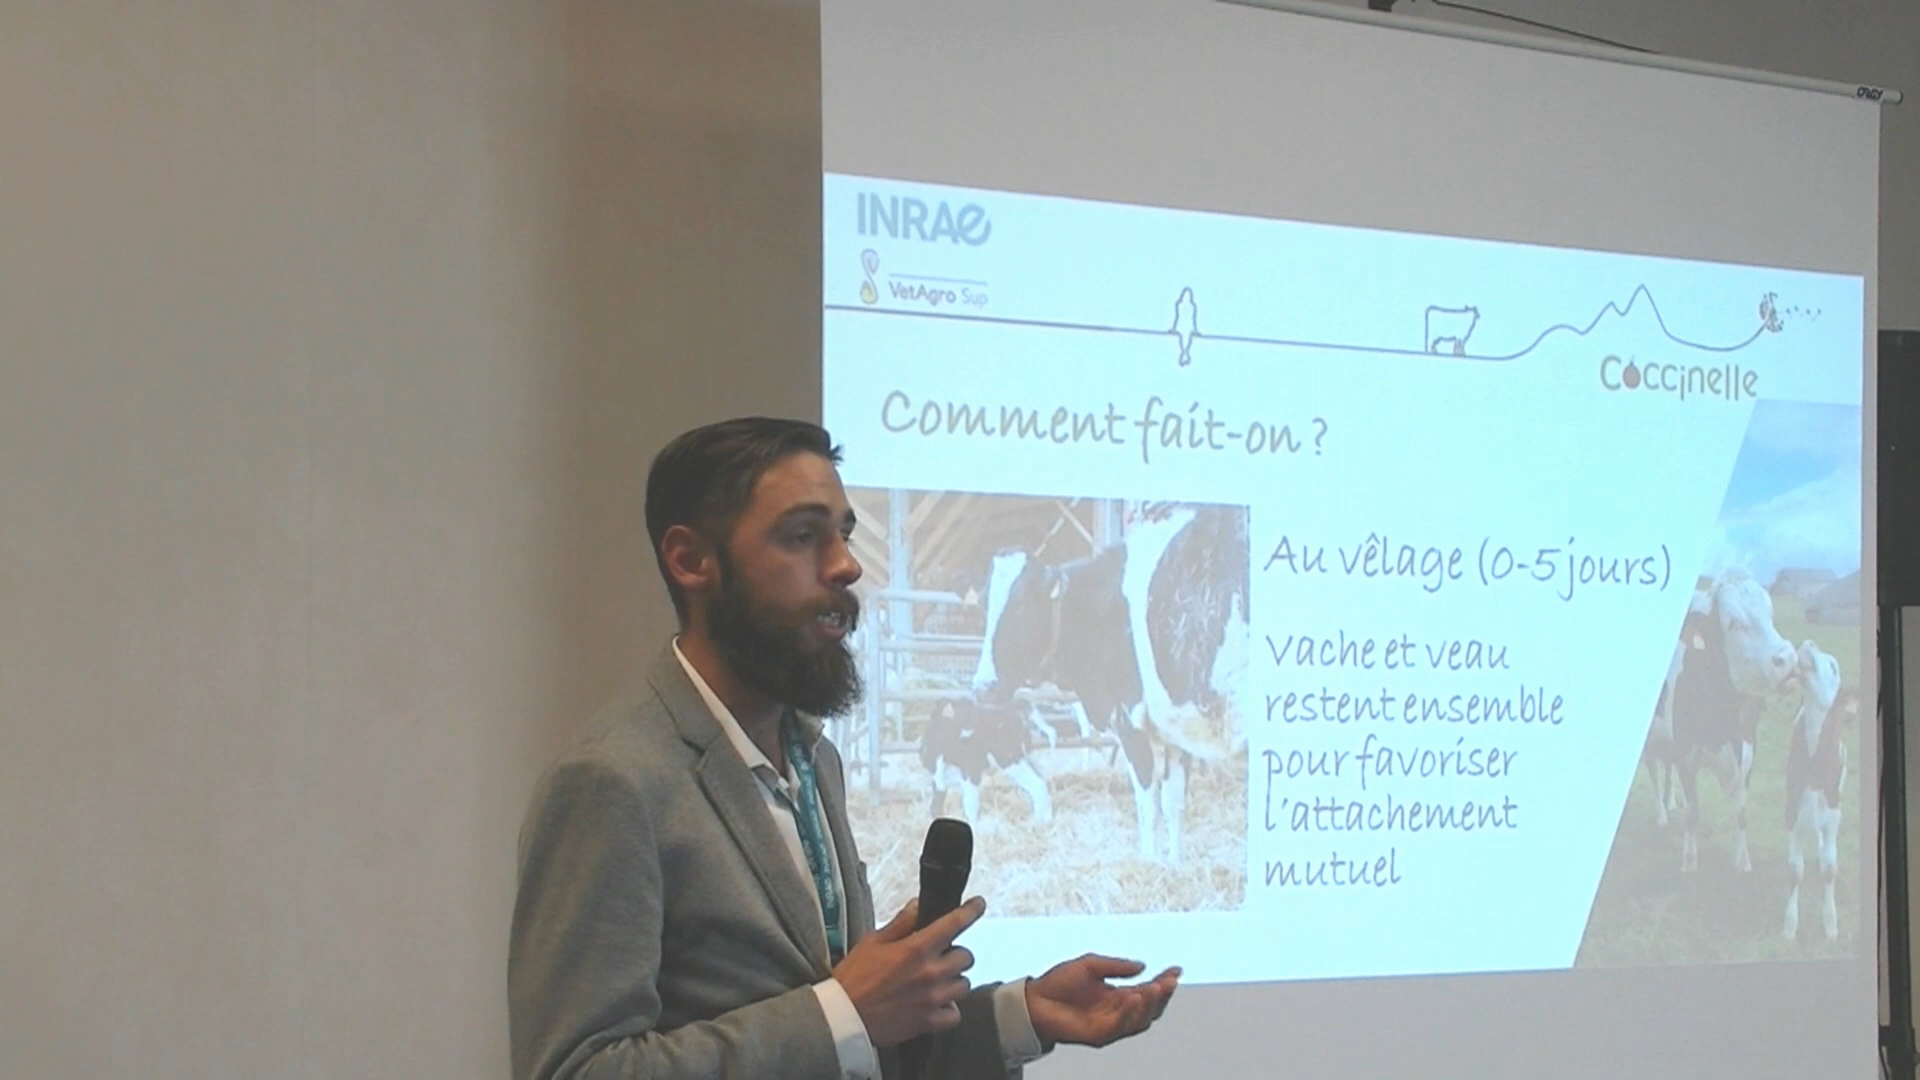 INRAE
VetAgro Sup
Coccinelle
Comment fait-on ?
Au vêlage (0-5 jours)
Vache et veau
restent ensemble
pour favoriser
l'attachement
mutuel